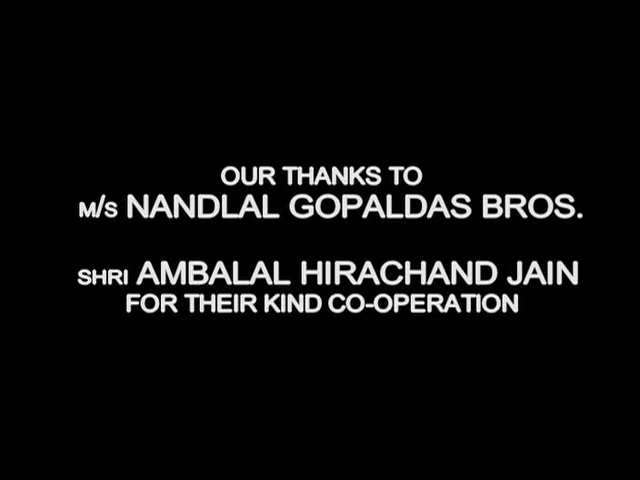 OUR THANKS TO
M/S NANDLAL GOPALDAS BROS.
SHRI AMBALAL HIRACHAND JAIN
FOR THEIR KIND CO-OPERATION